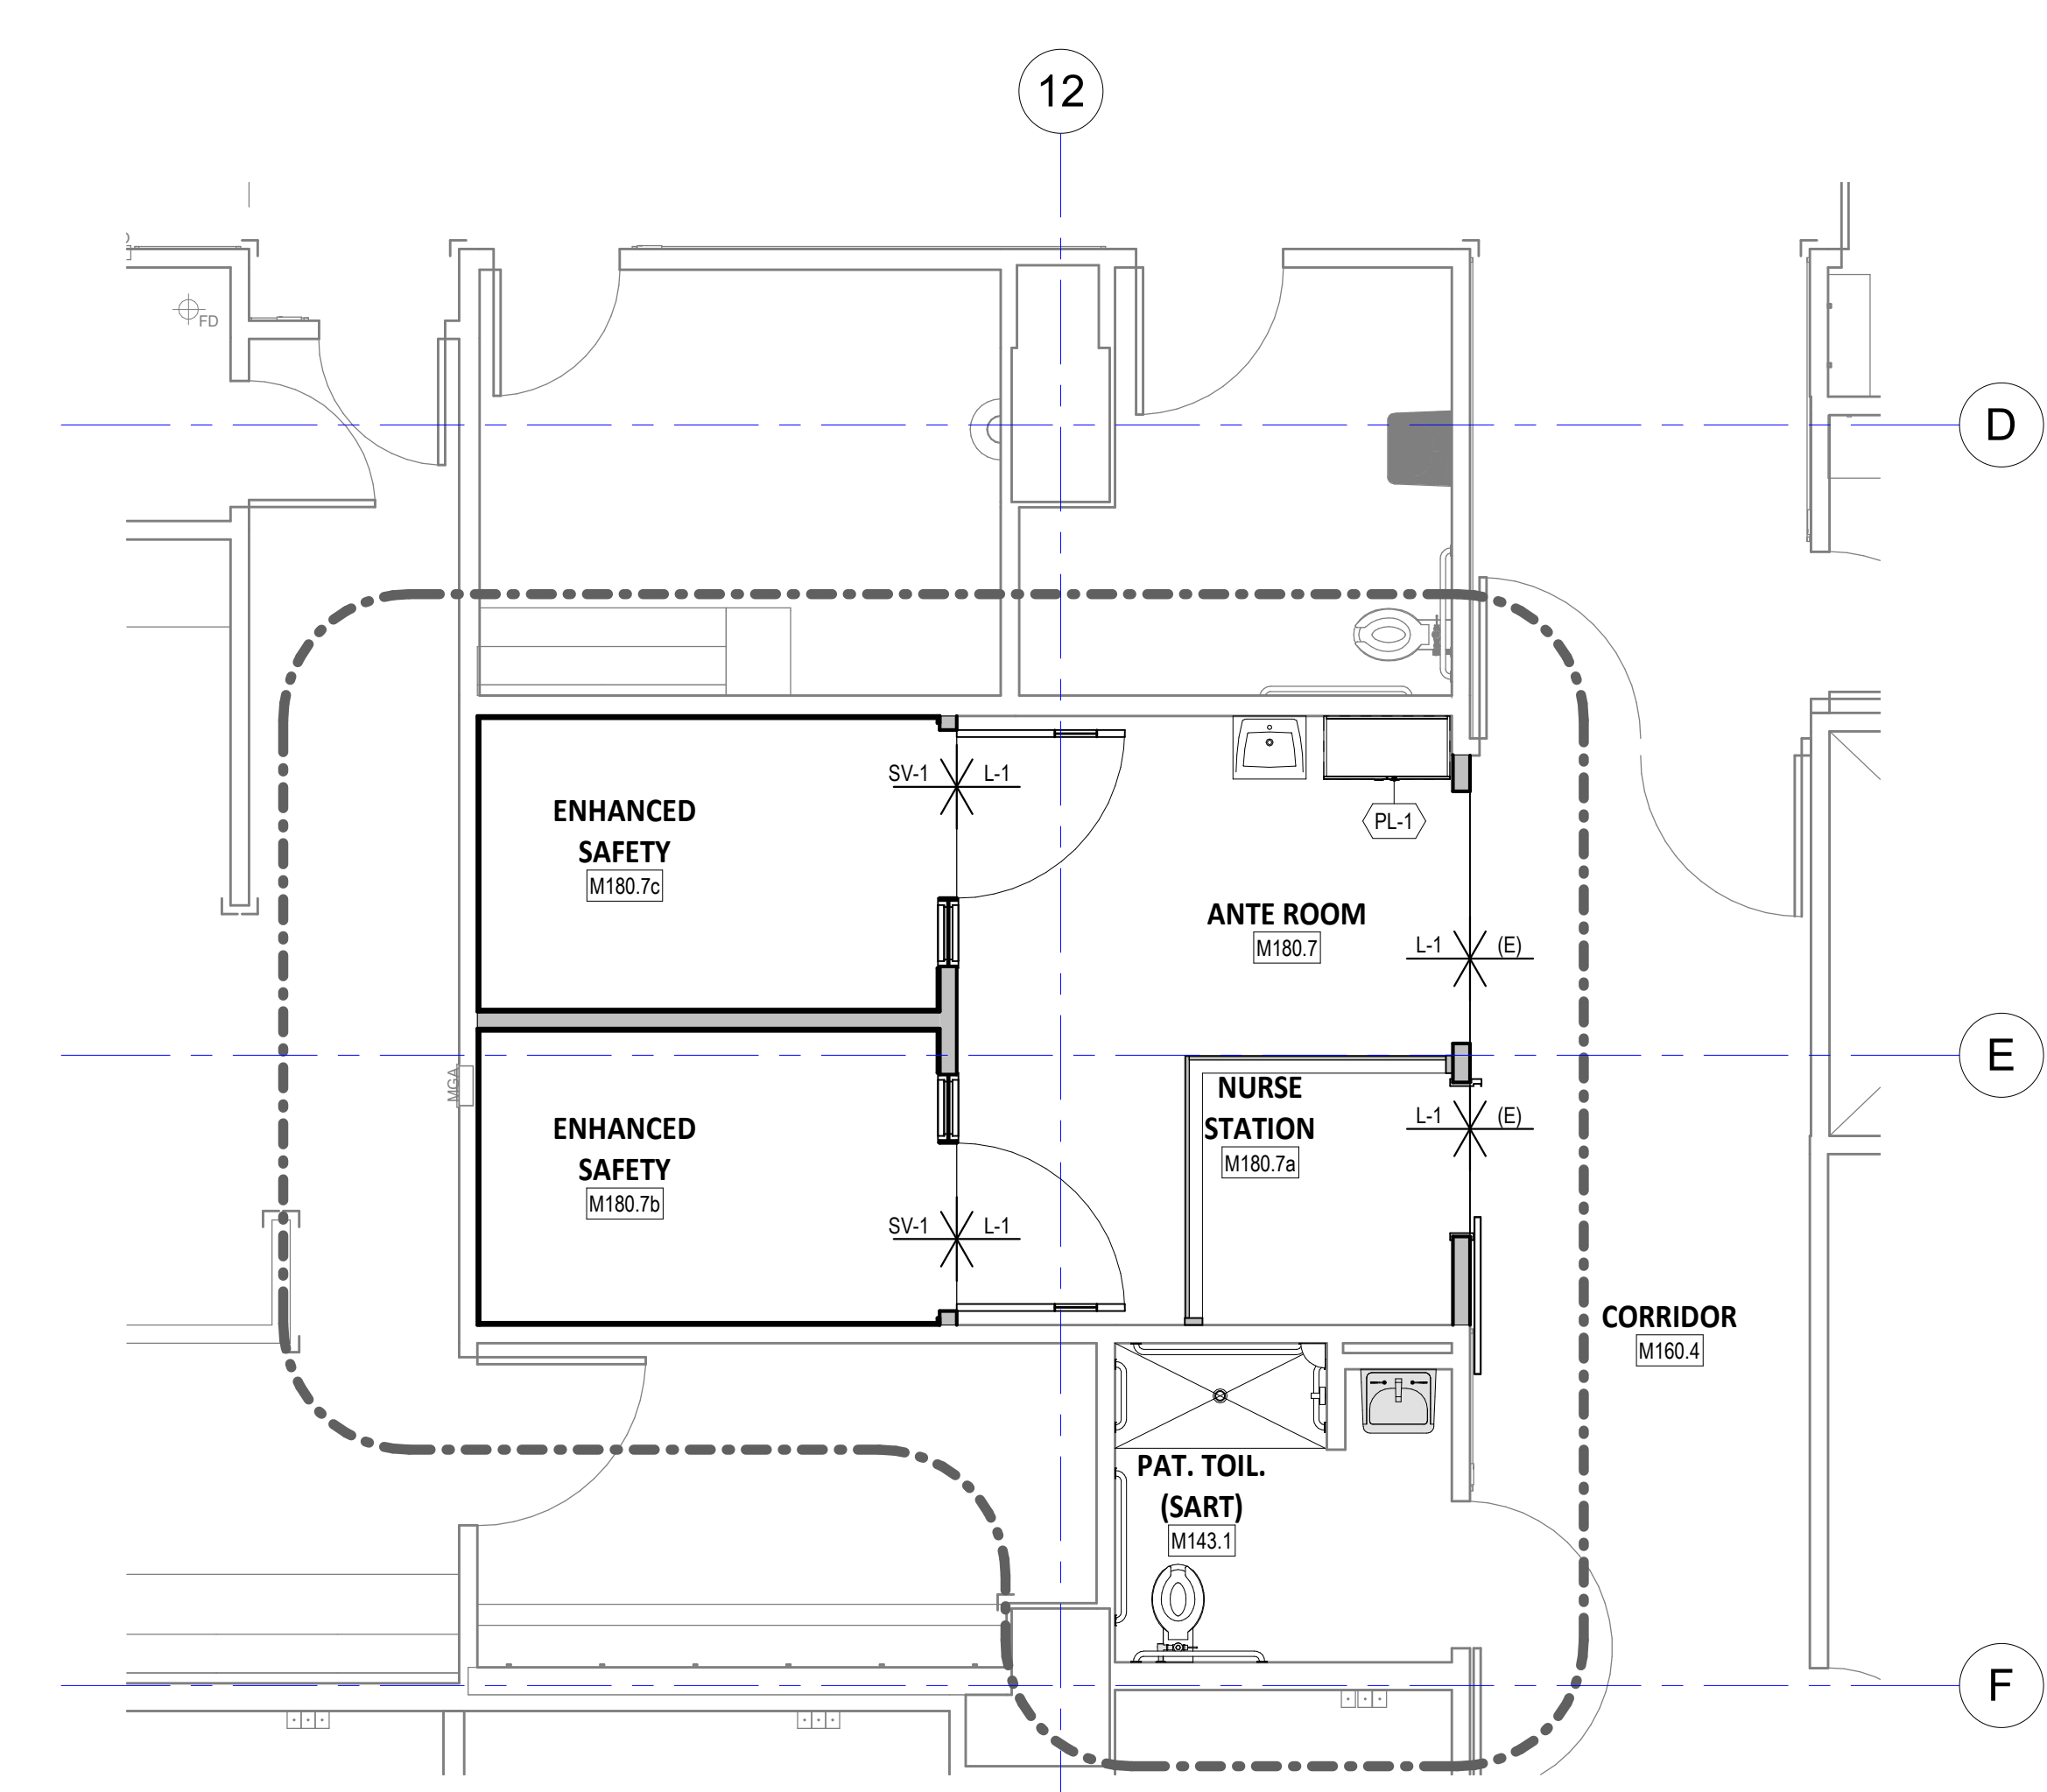 12
FD
D
SV-1 L-1
ENHANCED
SAFETY
M180.7c
PL-1
ANTE ROOM
M180.7
L-1 (E)
E
MGA
NURSE
STATION
M180.7a
L-1 (E)
ENHANCED
SAFETY
M180.7b
SV-1 L-1
CORRIDOR
M160.4
PAT. TOIL.
(SART)
M143.1
F